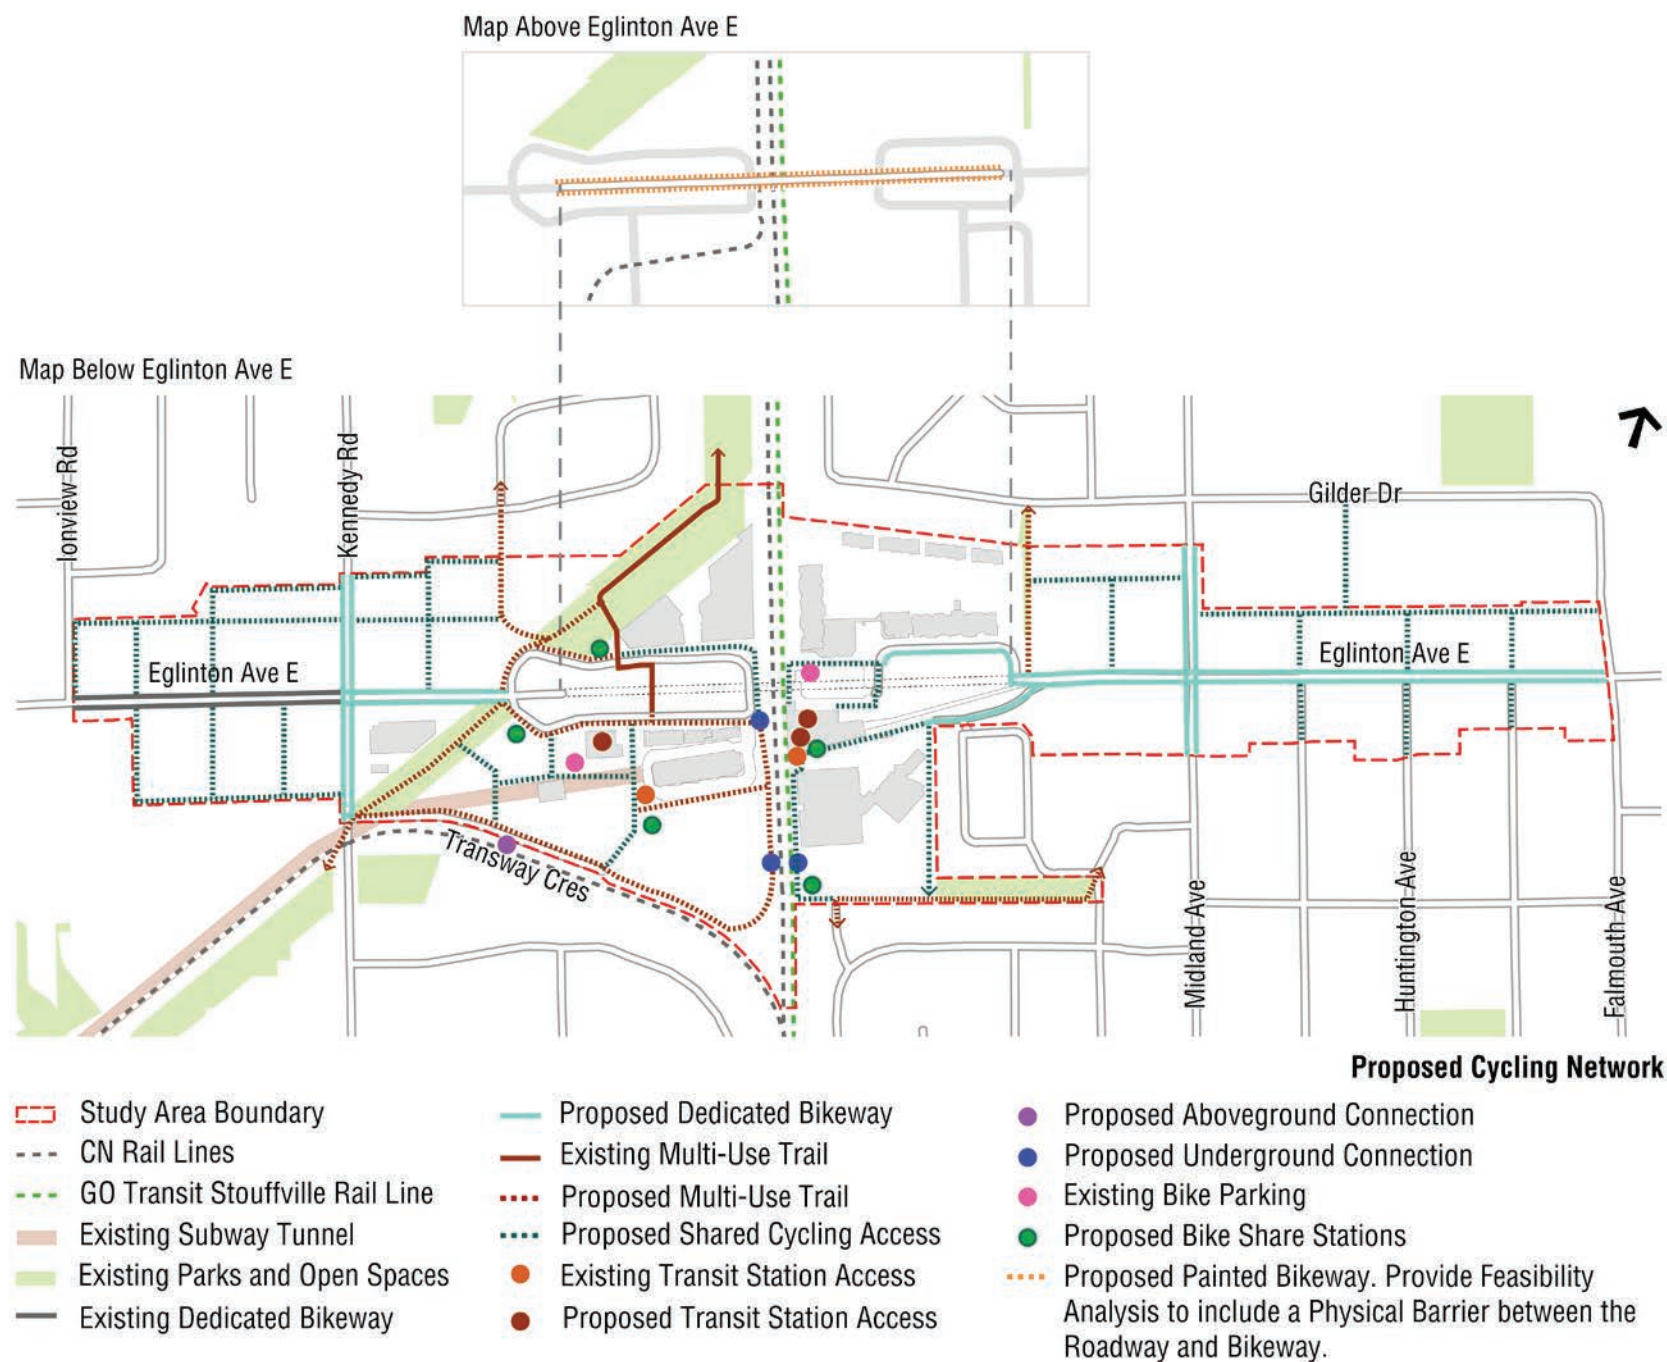 Map Above Eglinton Ave E
Map Below Eglinton Ave E
Ionview Rd
Kennedy Rd
Gilder Dr
Eglinton Ave E
Eglinton Ave E
Transway Cres
Midland Ave
Huntington Ave
Falmouth Ave
Proposed Cycling Network
Study Area Boundary
CN Rail Lines
GO Transit Stouffville Rail Line
Existing Subway Tunnel
Existing Parks and Open Spaces
Existing Dedicated Bikeway
Proposed Dedicated Bikeway
Existing Multi-Use Trail
Proposed Multi-Use Trail
Proposed Shared Cycling Access
Existing Transit Station Access
Proposed Transit Station Access
Proposed Aboveground Connection
Proposed Underground Connection
Existing Bike Parking
Proposed Bike Share Stations
Proposed Painted Bikeway. Provide Feasibility
Analysis to include a Physical Barrier between the
Roadway and Bikeway.